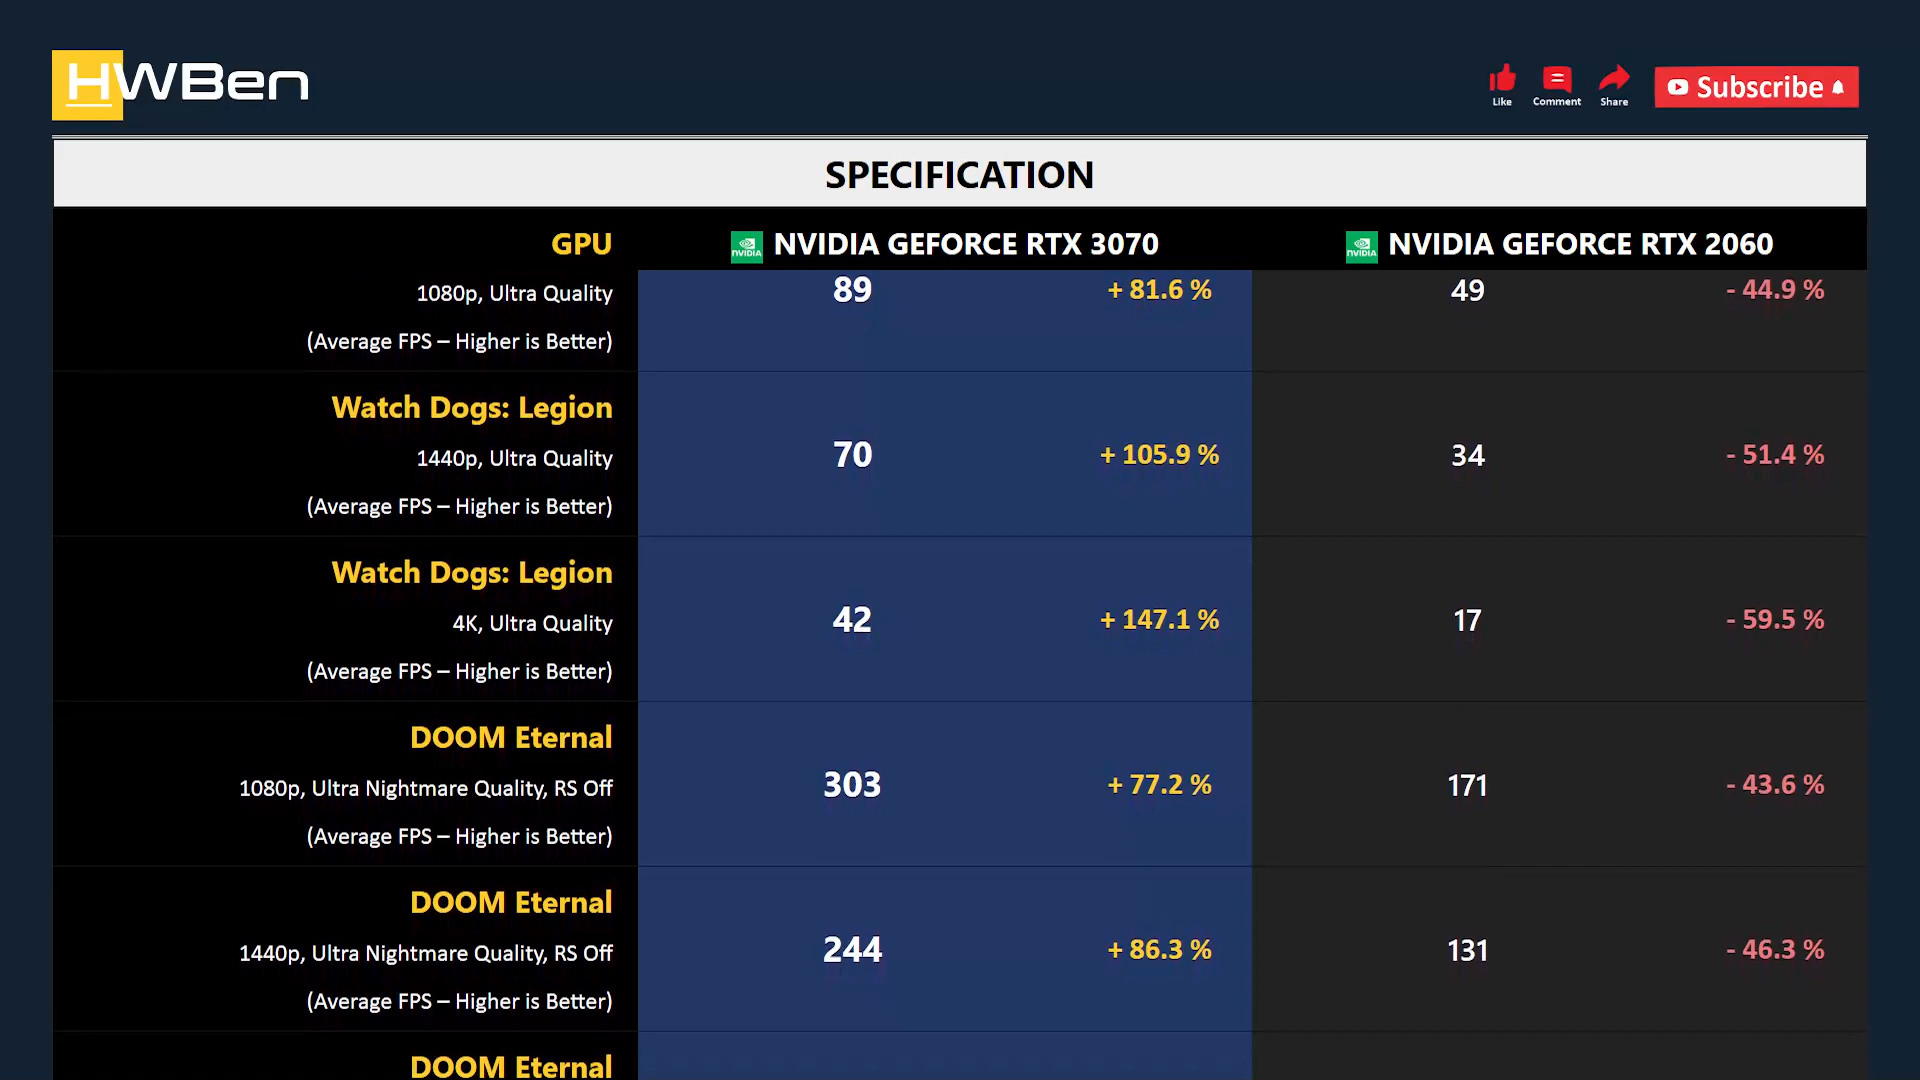 HWBen
Like
Comment
Share
Subscribe
SPECIFICATION
GPU
NVIDIA
NVIDIA GEFORCE RTX 3070
NVIDIA
NVIDIA GEFORCE RTX 2060
1080p, Ultra Quality
(Average FPS – Higher is Better)
89
+ 81.6 %
49
- 44.9 %
Watch Dogs: Legion
1440p, Ultra Quality
(Average FPS – Higher is Better)
70
+ 105.9 %
34
- 51.4 %
Watch Dogs: Legion
4K, Ultra Quality
(Average FPS – Higher is Better)
42
+ 147.1 %
17
- 59.5 %
DOOM Eternal
1080p, Ultra Nightmare Quality, RS Off
(Average FPS – Higher is Better)
303
+ 77.2 %
171
- 43.6 %
DOOM Eternal
1440p, Ultra Nightmare Quality, RS Off
(Average FPS – Higher is Better)
244
+ 86.3 %
131
- 46.3 %
DOOM Eternal